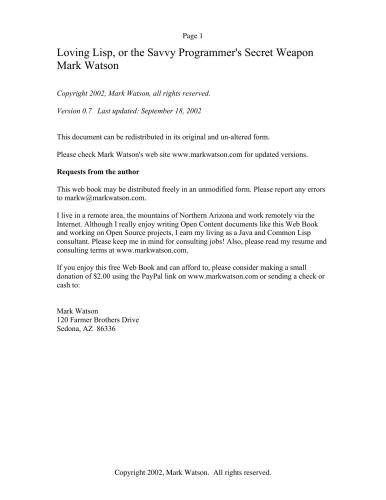 Page 1
Loving Lisp, or the Savvy Programmer's Secret Weapon
Mark Watson
Copyright 2002, Mark Watson, all rights reserved.
Version 0.7   Last updated: September 18, 2002
This document can be redistributed in its original and un-altered form.
Please check Mark Watson's web site www.markwatson.com for updated versions.
Requests from the author
This web book may be distributed freely in an unmodified form. Please report any errors
to markw@markwatson.com.
I live in a remote area, the mountains of Northern Arizona and work remotely via the
Internet. Although I really enjoy writing Open Content documents like this Web Book
and working on Open Source projects, I earn my living as a Java and Common Lisp
consultant. Please keep me in mind for consulting jobs! Also, please read my resume and
consulting terms at www.markwatson.com.
If you enjoy this free Web Book and can afford to, please consider making a small
donation of $2.00 using the PayPal link on www.markwatson.com or sending a check or
cash to:
Mark Watson
120 Farmer Brothers Drive
Sedona, AZ  86336
Copyright 2002, Mark Watson.  All rights reserved.